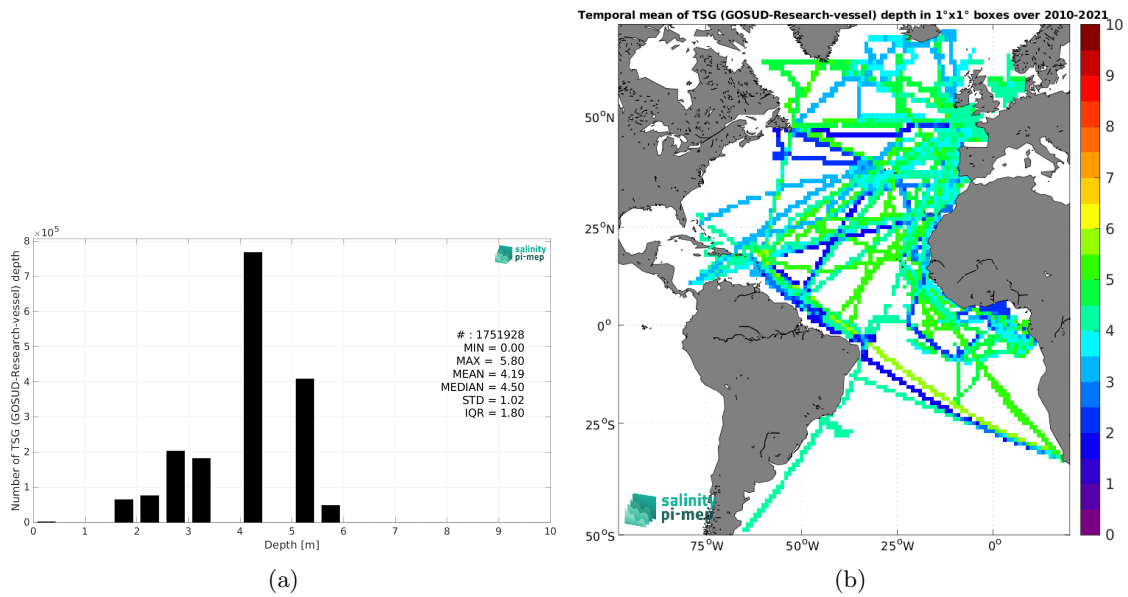 ×10⁵
8
7
6
5
4
3
2
1
0
Number of TSG (GOSUD-Research-vessel) depth
0 1 2 3 4 5 6 7 8 9 10
Depth [m]
salinity
pi-mep
# : 1751928
MIN = 0.00
MAX = 5.80
MEAN = 4.19
MEDIAN = 4.50
STD = 1.02
IQR = 1.80
(a)
Temporal mean of TSG (GOSUD-Research-vessel) depth in 1°x1° boxes over 2010-2021
50°N
25°N
0°
25°S
50°S
75°W 50°W 25°W 0°
salinity
pi-mep
10
9
8
7
6
5
4
3
2
1
0
(b)